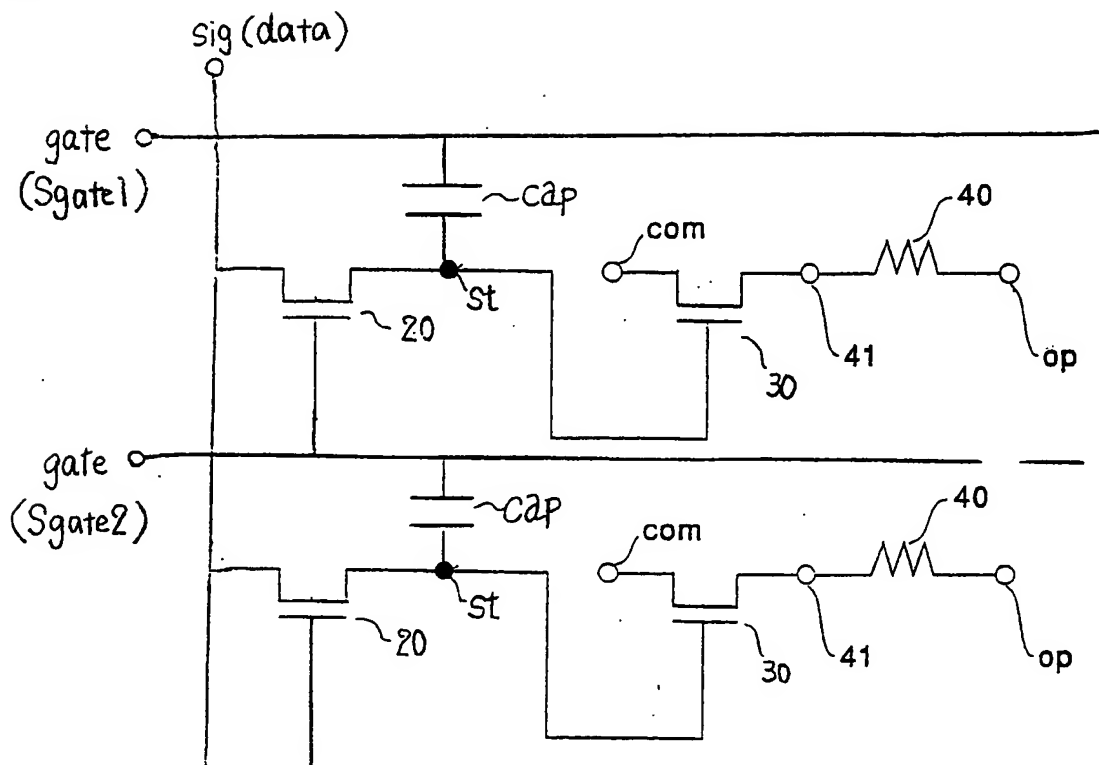 sig (data)
gate
(Sgate1)
cap
com
40
st
20
30
41
op
gate
(Sgate2)
cap
com
40
st
20
30
41
op